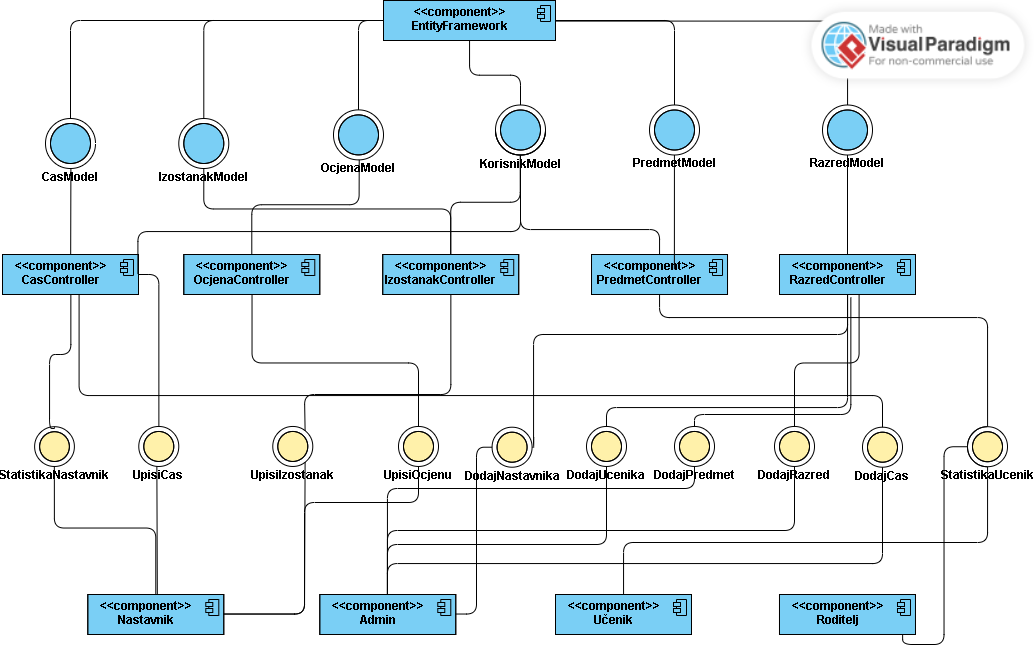 <<component>>
EntityFramework
Made with
VisualParadigm
For non-commercial use
CasModel
IzostanakModel
OcjenaModel
KorisnikModel
PredmetModel
RazredModel
<<component>>
CasController
<<component>>
OcjenaController
<<component>>
IzostanakController
<<component>>
PredmetController
<<component>>
RazredController
StatistikaNastavnik
UpisiCas
UpisiIzostanak
UpisiOcjenu
DodajNastavnika
DodajUcenika
DodajPredmet
DodajRazred
DodajCas
StatistikaUcenik
<<component>>
Nastavnik
<<component>>
Admin
<<component>>
Učenik
<<component>>
Roditelj